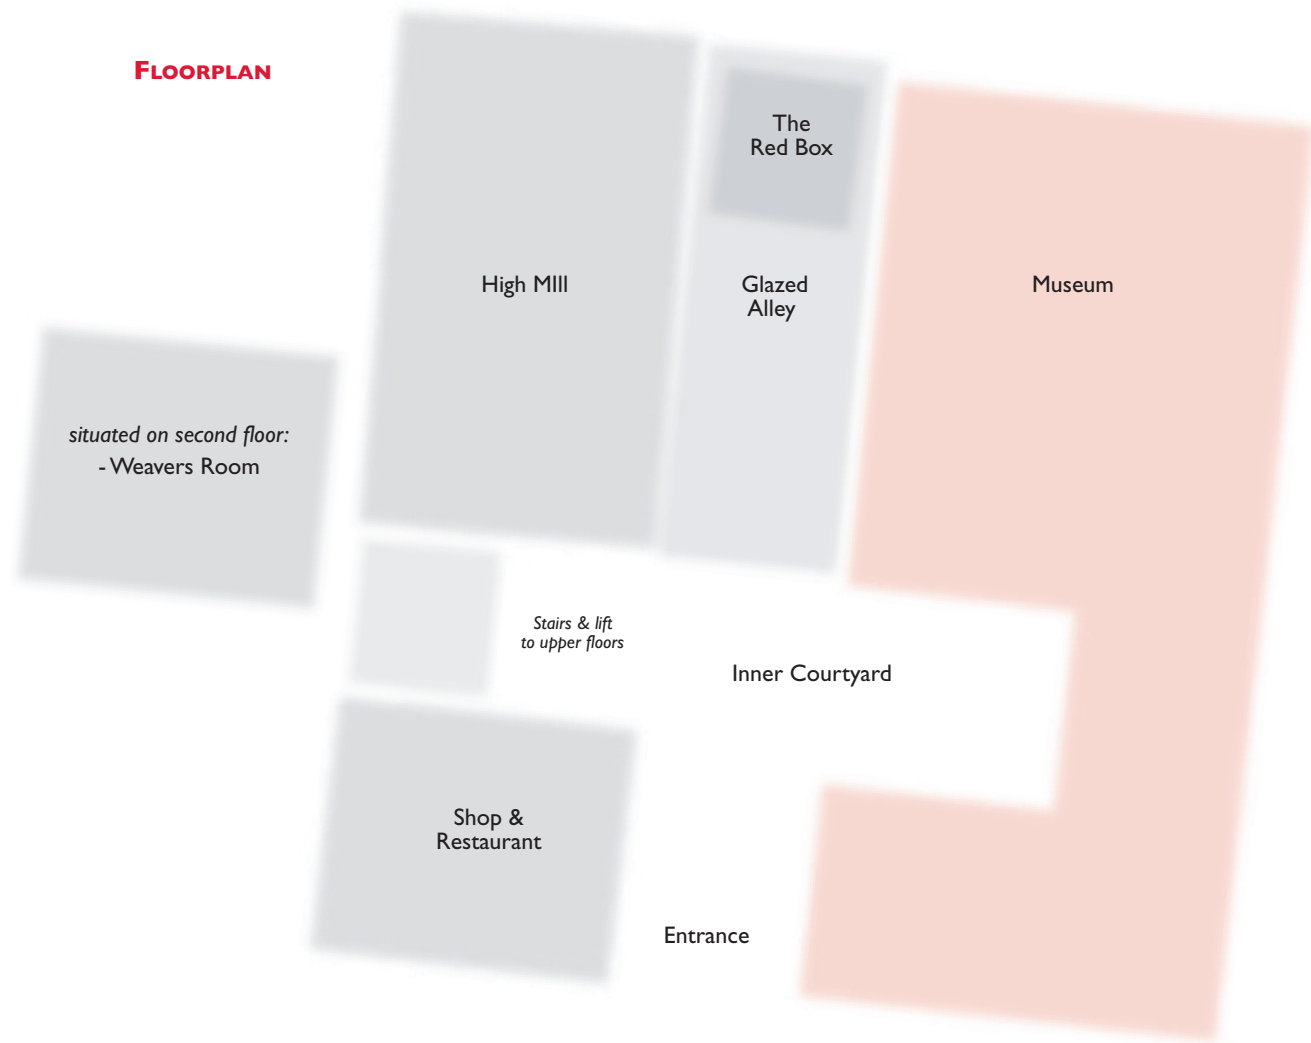 FLOORPLAN
The
Red Box
High MIll
Glazed
Alley
Museum
situated on second floor:
- Weavers Room
Stairs & lift
to upper floors
Inner Courtyard
Shop &
Restaurant
Entrance